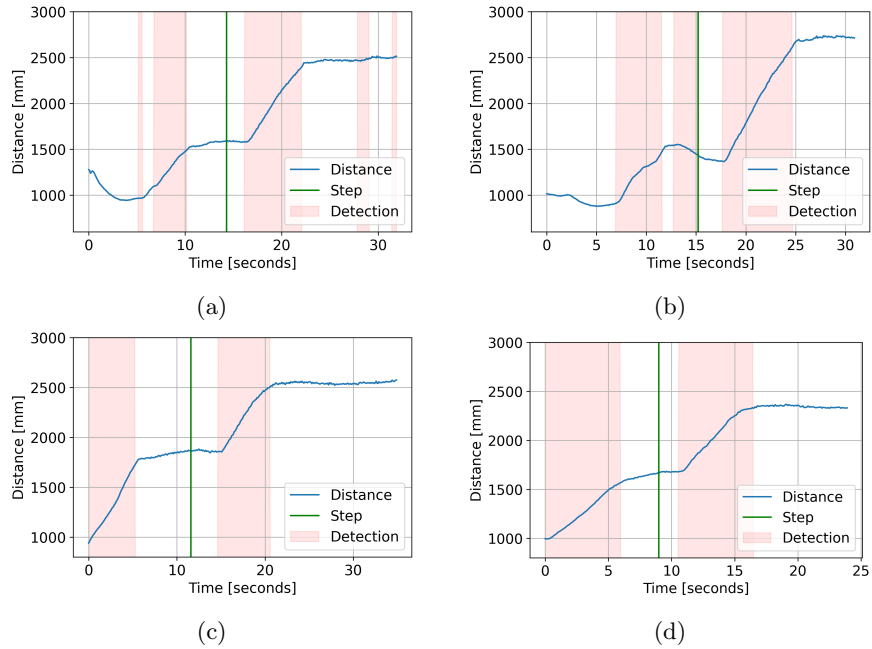 3000
2500
2000
1500
1000
Distance [mm]
0 10 20 30
Time [seconds]
Distance
Step
Detection
(a)
3000
2500
2000
1500
1000
Distance [mm]
0 5 10 15 20 25 30
Time [seconds]
Distance
Step
Detection
(b)
3000
2500
2000
1500
1000
Distance [mm]
0 10 20 30
Time [seconds]
Distance
Step
Detection
(c)
3000
2500
2000
1500
1000
Distance [mm]
0 5 10 15 20 25
Time [seconds]
Distance
Step
Detection
(d)